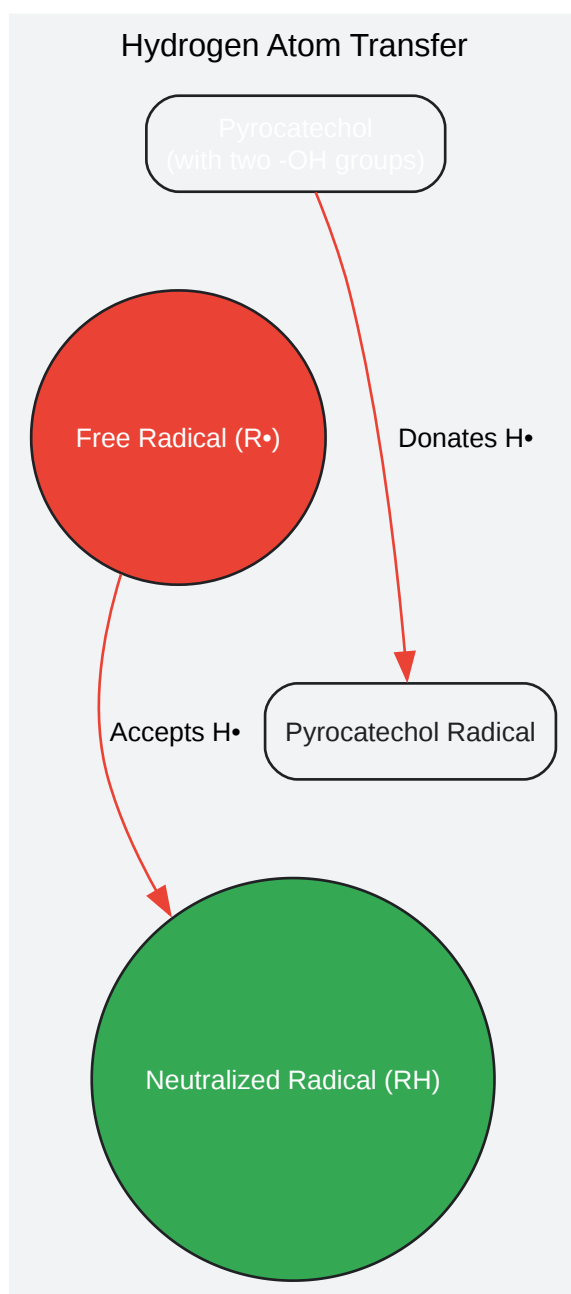 Hydrogen Atom Transfer
Pyrocatechol
(with two -OH groups)
Free Radical (R•)
Donates H•
Accepts H•
Pyrocatechol Radical
Neutralized Radical (RH)